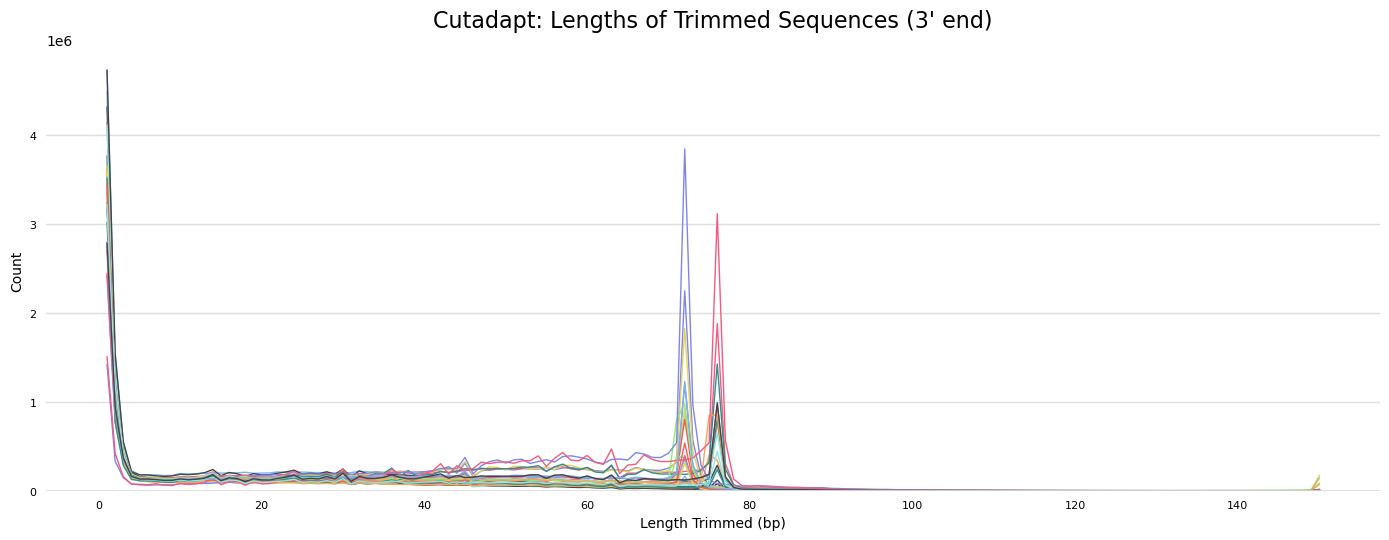 Cutadapt: Lengths of Trimmed Sequences (3' end)
1e6
4
3
2
1
0
Count
0 20 40 60 80 100 120 140
Length Trimmed (bp)